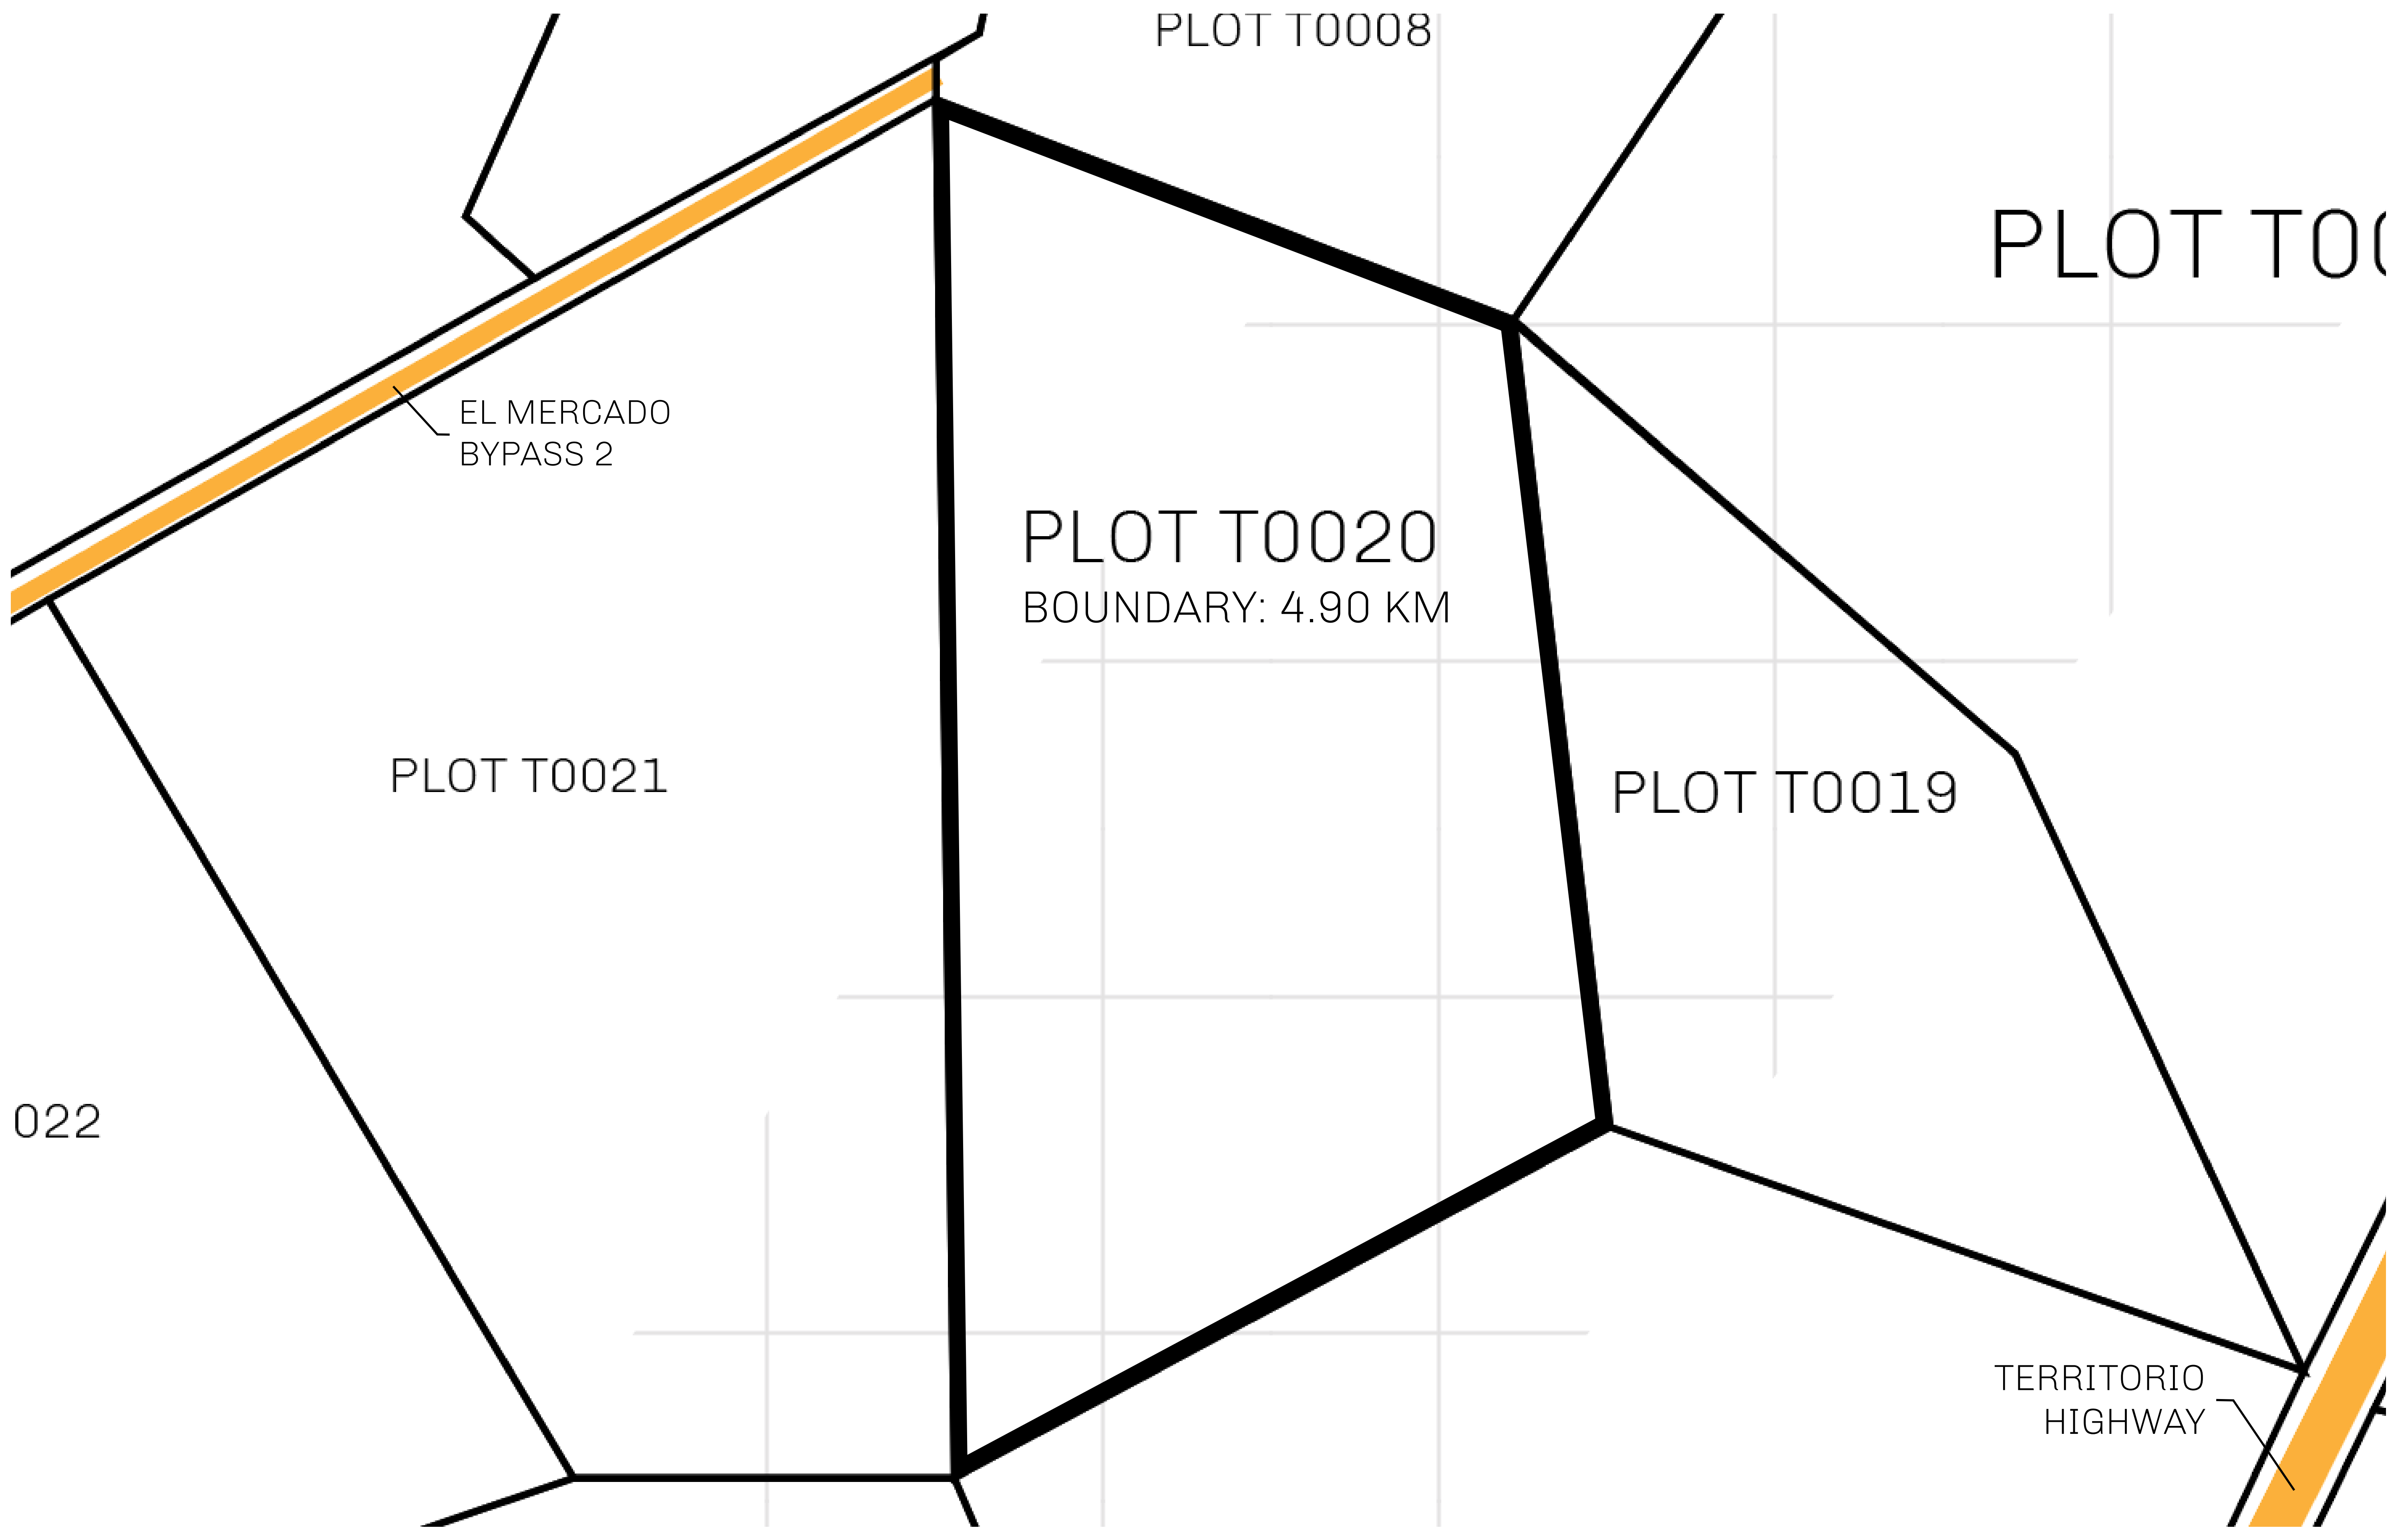 PLOT T0008
PLOT T00
EL MERCADO
BYPASS 2
PLOT T0020
BOUNDARY: 4.90 KM
PLOT T0021
PLOT T0019
022
TERRITORIO
HIGHWAY